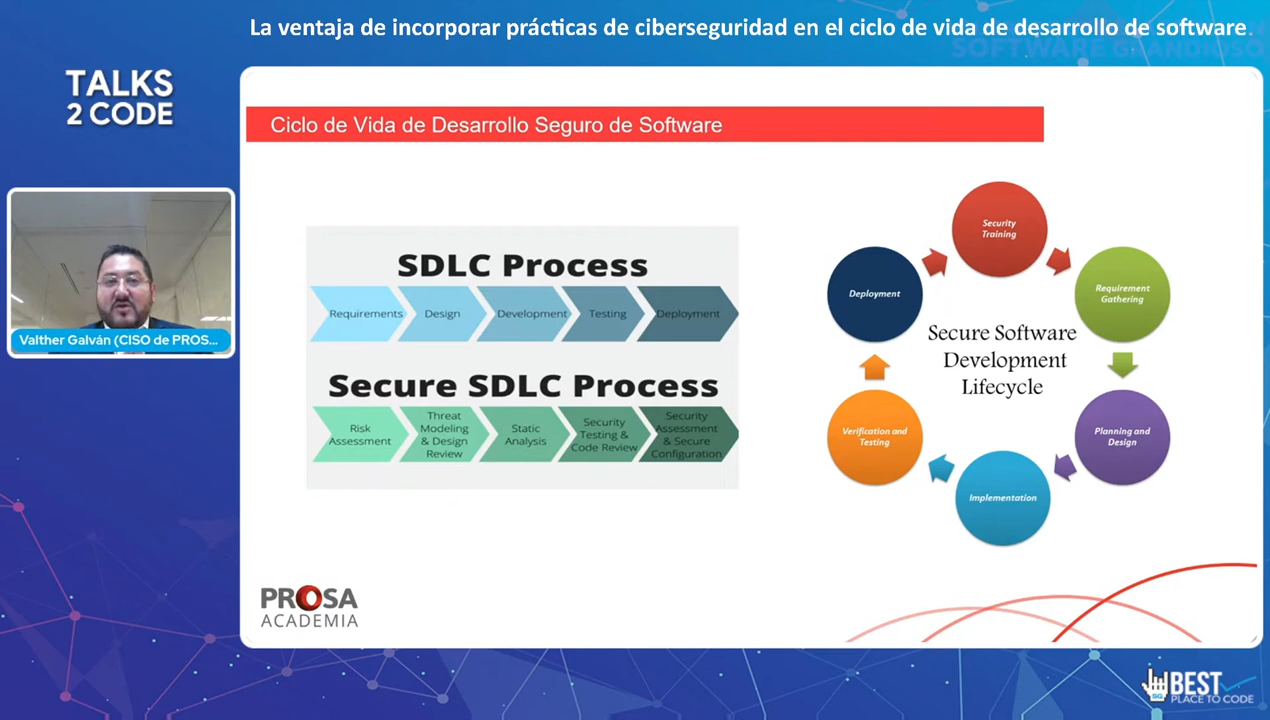 La ventaja de incorporar prácticas de ciberseguridad en el ciclo de vida de desarrollo de software.
TALKS
2 CODE
Valther Galván (CISO de PROS...
Ciclo de Vida de Desarrollo Seguro de Software
SDLC Process
Requirements
Design
Development
Testing
Deployment
Secure SDLC Process
Risk
Assessment
Threat
Modeling
& Design
Review
Static
Analysis
Security
Testing &
Code Review
Security
Assessment
& Secure
Configuration
Security
Training
Requirement
Gathering
Planning and
Design
Implementation
Verification and
Testing
Deployment
Secure Software
Development
Lifecycle
PROSA
ACADEMIA
SG
BEST
PLACE TO CODE